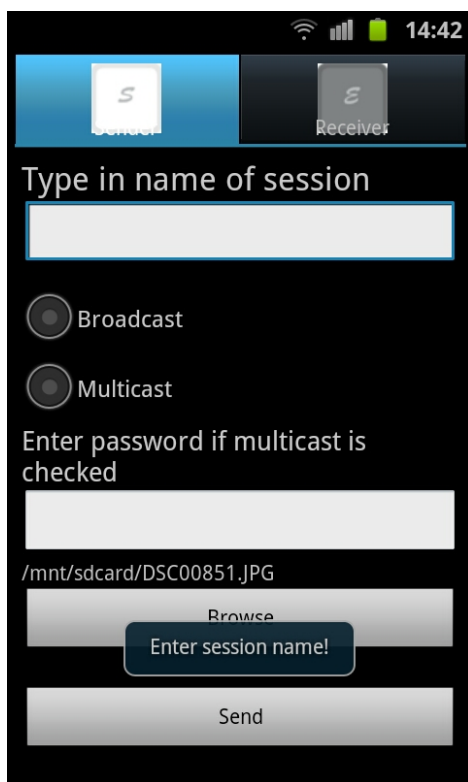 14:42
S
E
Sender
Receiver
Type in name of session
Broadcast
Multicast
Enter password if multicast is
checked
/mnt/sdcard/DSC00851.JPG
Browse
Enter session name!
Send